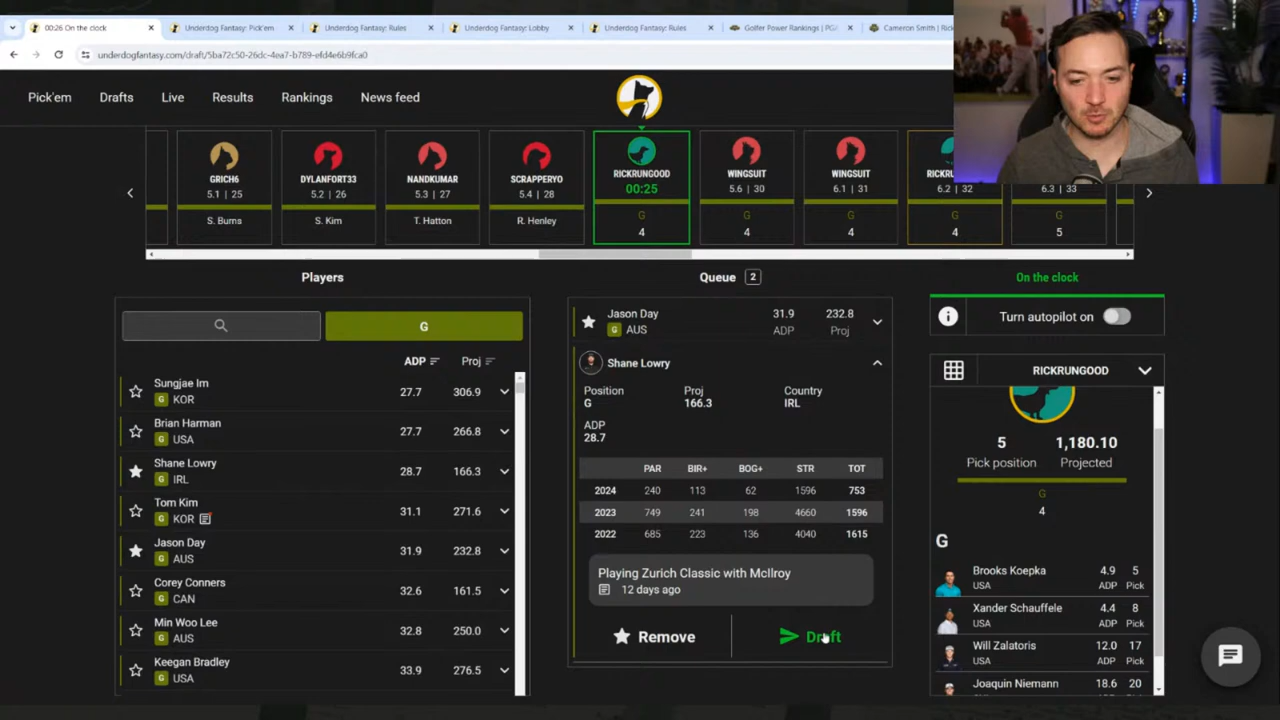 00:26 On the clock
Underdog Fantasy: Pick'em
Underdog Fantasy: Rules
Underdog Fantasy: Lobby
Underdog Fantasy: Rules
Golfer Power Rankings | PGA
Cameron Smith | Rick
underdogfantasy.com/draft/5ba72c50-26dc-4ea7-b789-efd4e6b9fca0
Pick'em Drafts Live Results Rankings News feed
GRICH6 DYLANFORT33 NANDKUMAR SCRAPPERYO RICKRUNGOOD WINGSUIT WINGSUIT
5.1 | 25 5.2 | 26 5.3 | 27 5.4 | 28 00:25 5.6 | 30 6.1 | 31 6.2 | 32 6.3 | 33
S. Burns S. Kim T. Hatton R. Henley G G G G G
4 4 4 4 5
Players
G
ADP Proj
Sungjae Im
G KOR 27.7 306.9
Brian Harman
G USA 27.7 266.8
Shane Lowry
G IRL 28.7 166.3
Tom Kim
G KOR 31.1 271.6
Jason Day
G AUS 31.9 232.8
Corey Conners
G CAN 32.6 161.5
Min Woo Lee
G AUS 32.8 250.0
Keegan Bradley
G USA 33.9 276.5
Queue 2
Jason Day 31.9 232.8
G AUS ADP Proj
Shane Lowry
Position Proj Country
G 166.3 IRL
ADP
28.7
PAR BIR+ BOG+ STR TOT
2024 240 113 62 1596 753
2023 749 241 198 4660 1596
2022 685 223 136 4040 1615
Playing Zurich Classic with McIlroy
12 days ago
Remove Draft
On the clock
Turn autopilot on
RICKRUNGOOD
5 1,180.10
Pick position Projected
G
4
G
Brooks Koepka 4.9 5
USA ADP Pick
Xander Schauffele 4.4 8
USA ADP Pick
Will Zalatoris 12.0 17
USA ADP Pick
Joaquin Niemann 18.6 20